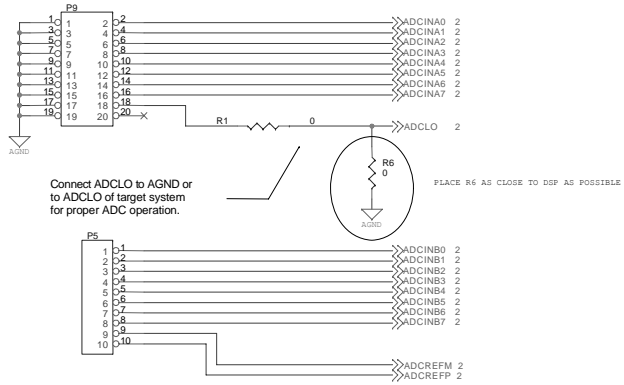 P9
1 1 2 2 ADCINA0 2
3 3 4 4 ADCINA1 2
5 5 6 6 ADCINA2 2
7 7 8 8 ADCINA3 2
9 9 10 10 ADCINA4 2
11 11 12 12 ADCINA5 2
13 13 14 14 ADCINA6 2
15 15 16 16 ADCINA7 2
17 17 18 18
19 19 20 20
R1 0 ADCLO 2
AGND
R6
0
AGND
PLACE R6 AS CLOSE TO DSP AS POSSIBLE
Connect ADCLO to AGND or
to ADCLO of target system
for proper ADC operation.
P5
1 1 ADCINB0 2
2 2 ADCINB1 2
3 3 ADCINB2 2
4 4 ADCINB3 2
5 5 ADCINB4 2
6 6 ADCINB5 2
7 7 ADCINB6 2
8 8 ADCINB7 2
9 9
10 10
ADCREFM 2
ADCREFP 2